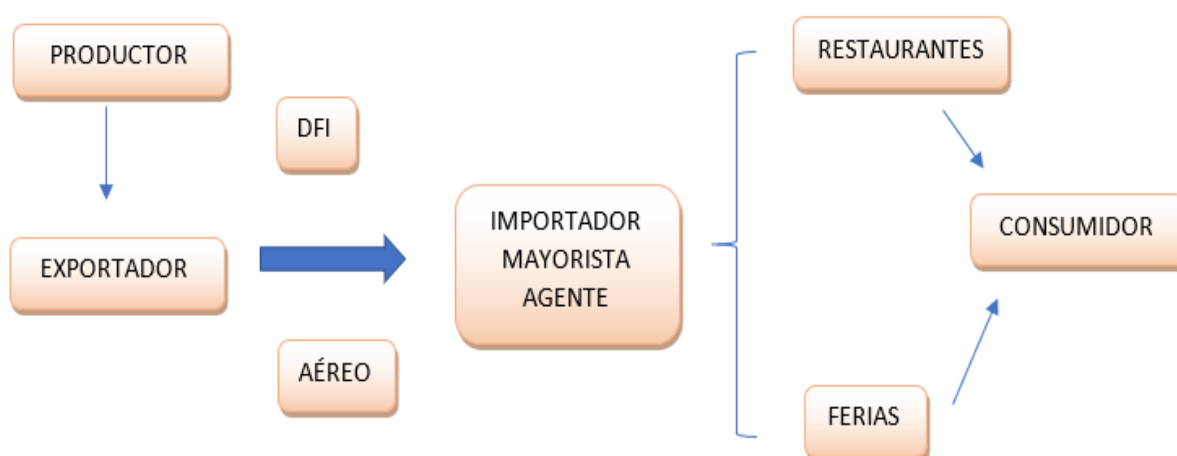 PRODUCTOR
DFI
EXPORTADOR
AÉREO
IMPORTADOR
MAYORISTA
AGENTE
RESTAURANTES
FERIAS
CONSUMIDOR